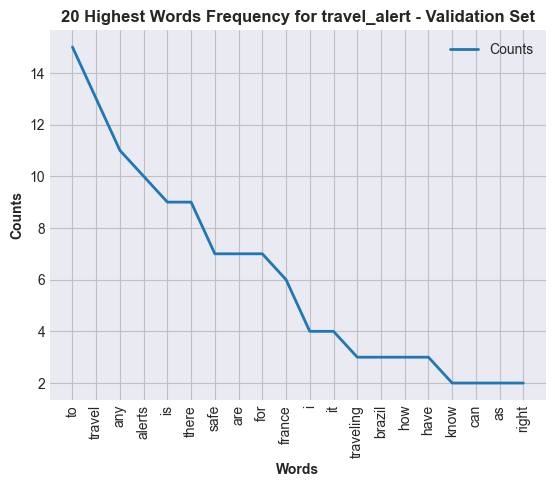 20 Highest Words Frequency for travel_alert - Validation Set
Counts
Counts
14
12
10
8
6
4
2
to
travel
any
alerts
is
there
safe
are
for
france
i
it
traveling
brazil
how
have
know
can
as
right
Words